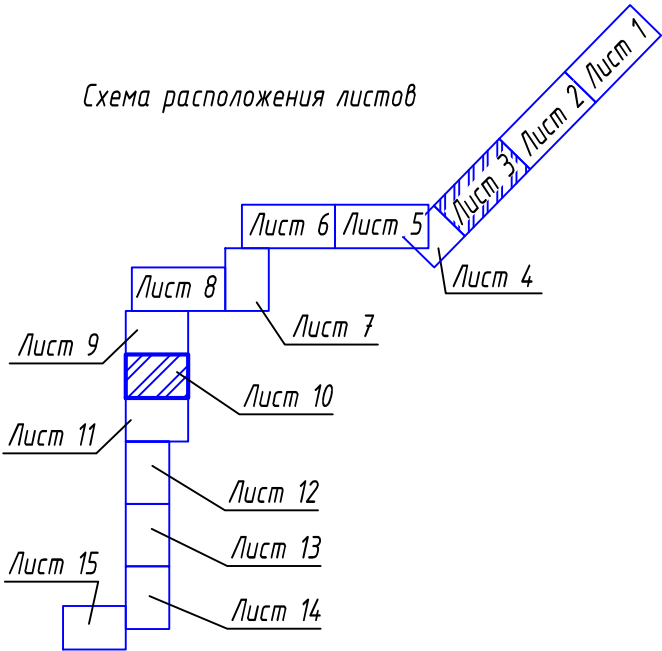 Схема расположения листов
Лист 1
Лист 2
Лист 3
Лист 4
Лист 5
Лист 6
Лист 7
Лист 8
Лист 9
Лист 10
Лист 11
Лист 12
Лист 13
Лист 14
Лист 15